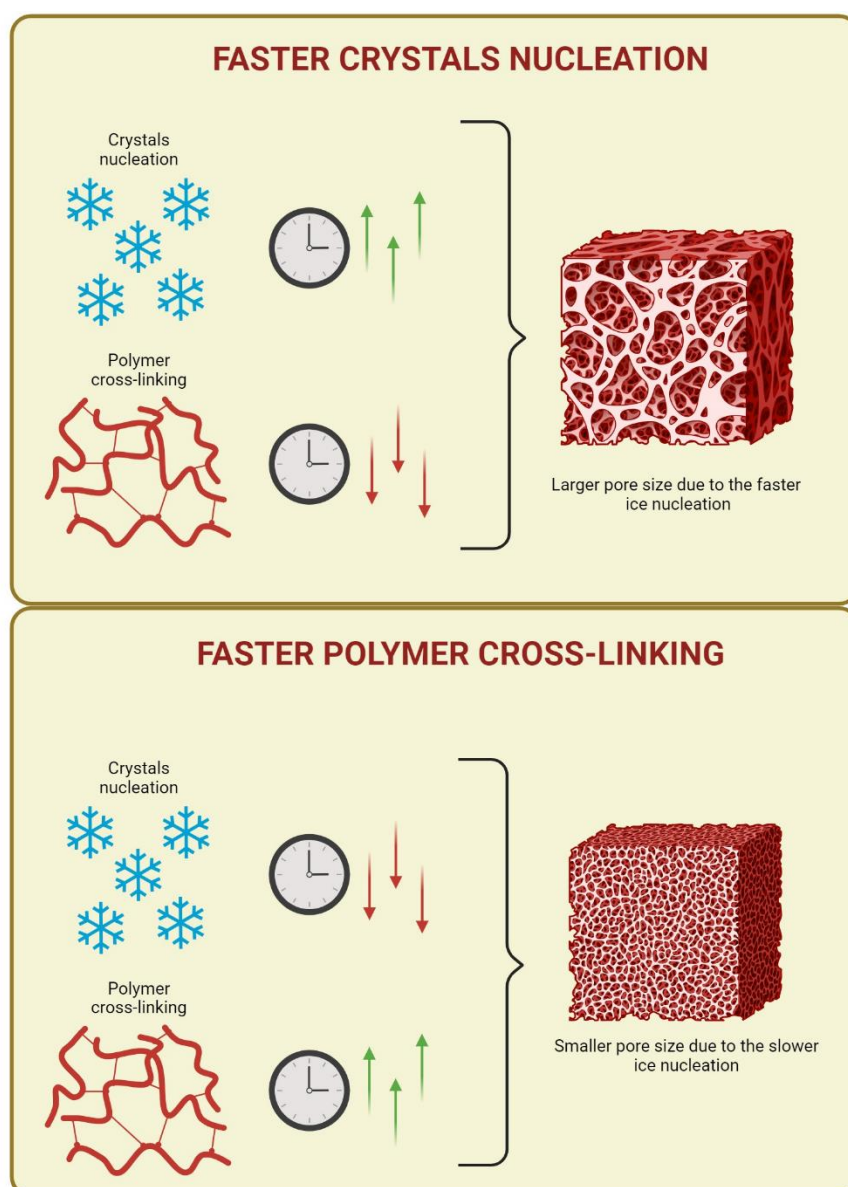 FASTER CRYSTALS NUCLEATION
Crystals
nucleation
Polymer
cross-linking
Larger pore size due to the faster
ice nucleation
FASTER POLYMER CROSS-LINKING
Crystals
nucleation
Polymer
cross-linking
Smaller pore size due to the slower
ice nucleation